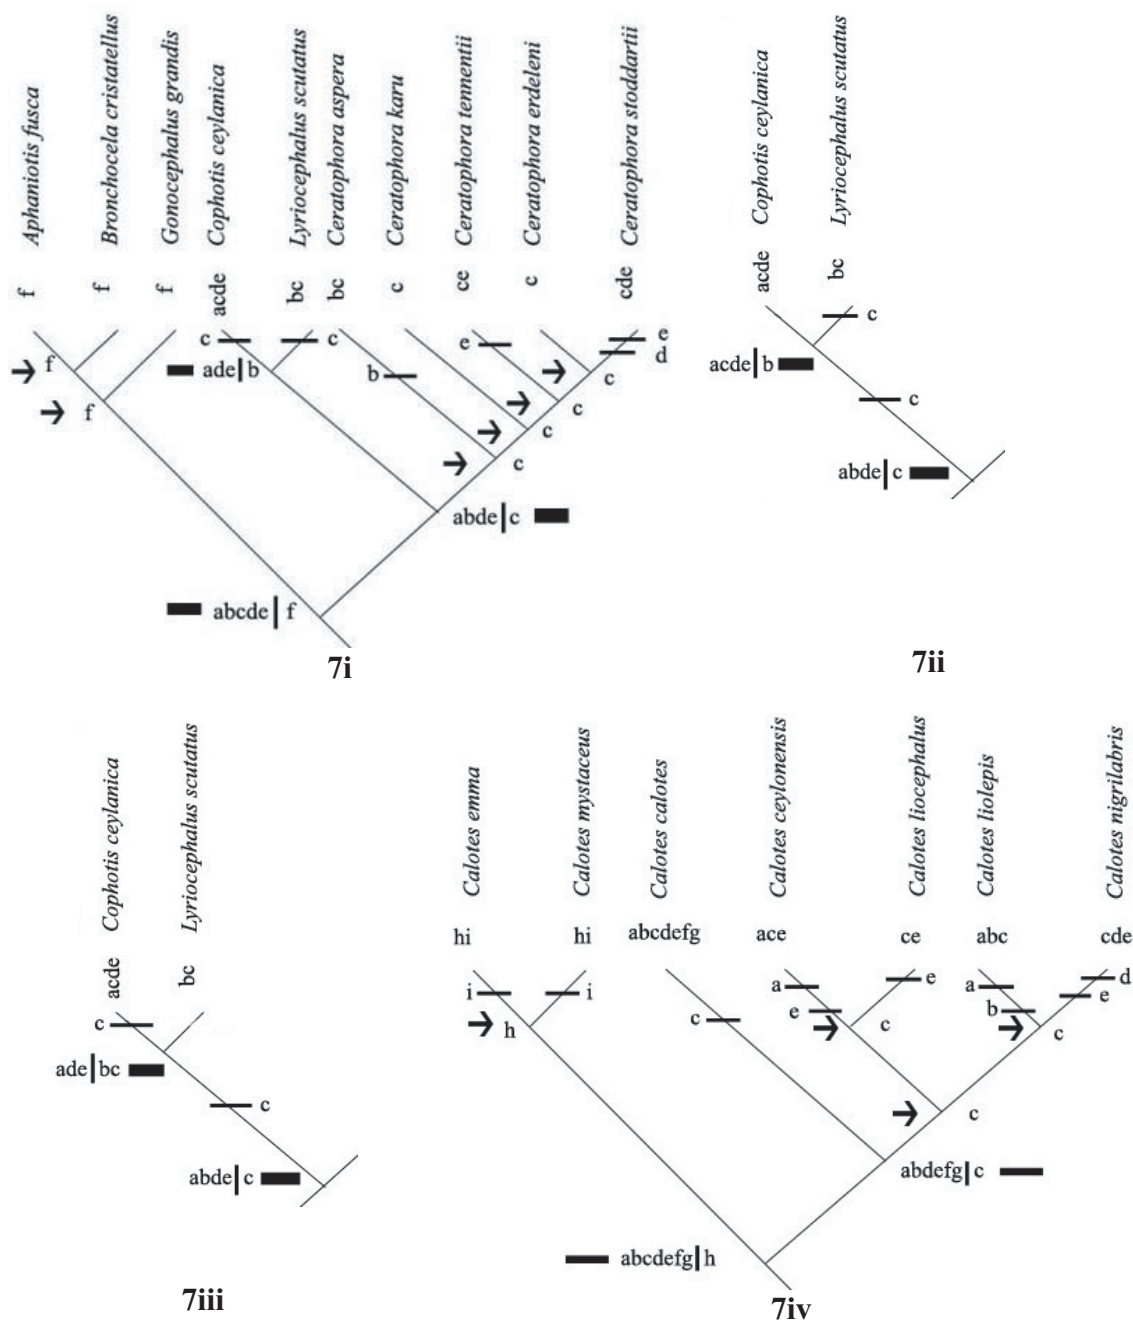 Aphaniotis fusca
Bronchocela cristatellus
Gonocephalus grandis
Cophotis ceylanica
Lyriocephalus scutatus
Ceratophora aspera
Ceratophora karu
Ceratophora tennentii
Ceratophora erdeleni
Ceratophora stoddartii
f
f
f
acde
bc
bc
c
ce
c
cde
c
c
e
e
d
f
ade|b
b
c
f
c
c
c
abde|c
abcde|f
7i
Cophotis ceylanica
Lyriocephalus scutatus
acde
bc
c
acde|b
c
abde|c
7ii
Cophotis ceylanica
Lyriocephalus scutatus
acde
bc
c
ade|bc
c
abde|c
7iii
Calotes emma
Calotes mystaceus
Calotes calotes
Calotes ceylonensis
Calotes liocephalus
Calotes liolepis
Calotes nigrilabris
hi
hi
abcdefg
ace
ce
abc
cde
i
i
a
e
a
d
e
h
c
e
c
b
c
c
abdefg|c
abcdefg|h
7iv